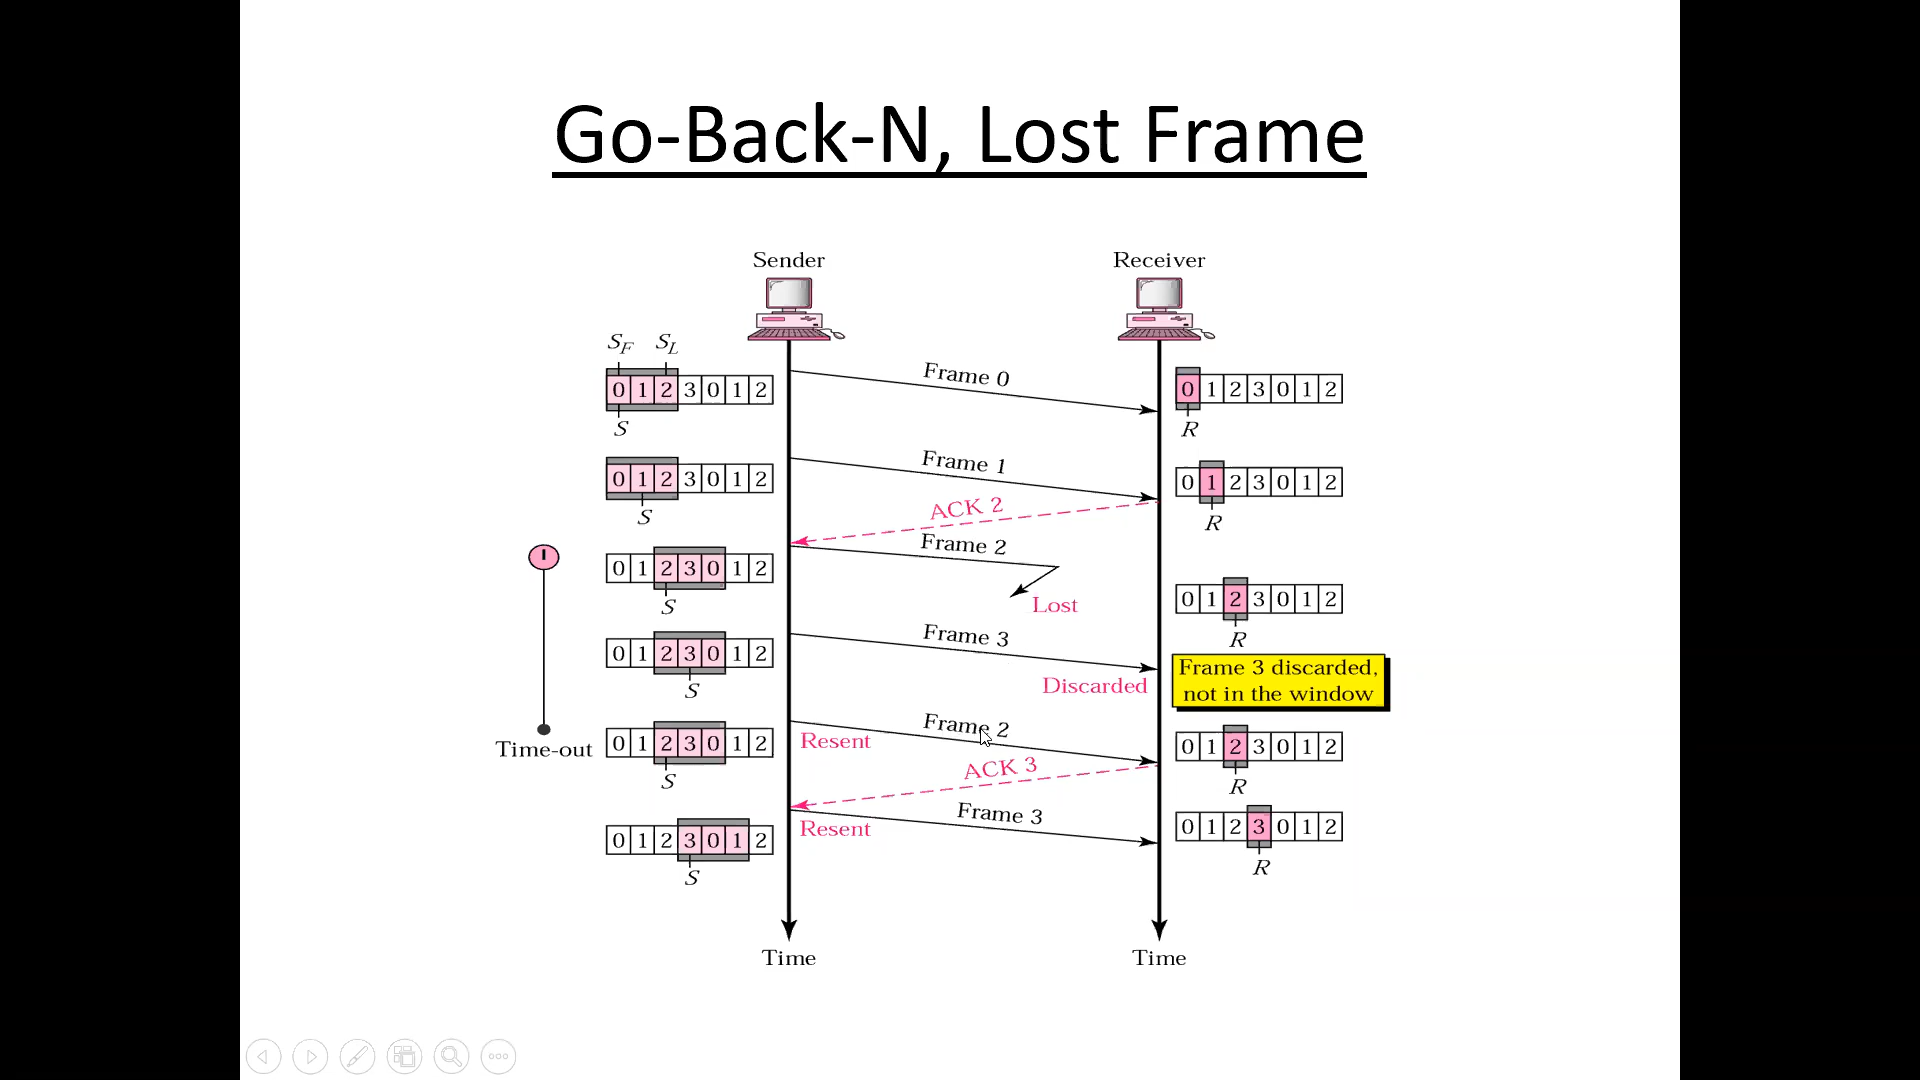 Go-Back-N, Lost Frame
Sender
Receiver
SF SL
Frame 0
0 1 2 3 0 1 2
0 1 2 3 0 1 2
S
R
Frame 1
0 1 2 3 0 1 2
0 1 2 3 0 1 2
S
R
ACK 2
Frame 2
0 1 2 3 0 1 2
S
Lost
0 1 2 3 0 1 2
R
Frame 3
0 1 2 3 0 1 2
S
Discarded
Frame 3 discarded,
not in the window
Frame 2
Time-out
0 1 2 3 0 1 2
Resent
0 1 2 3 0 1 2
S
R
ACK 3
Frame 3
Resent
0 1 2 3 0 1 2
0 1 2 3 0 1 2
S
R
Time
Time